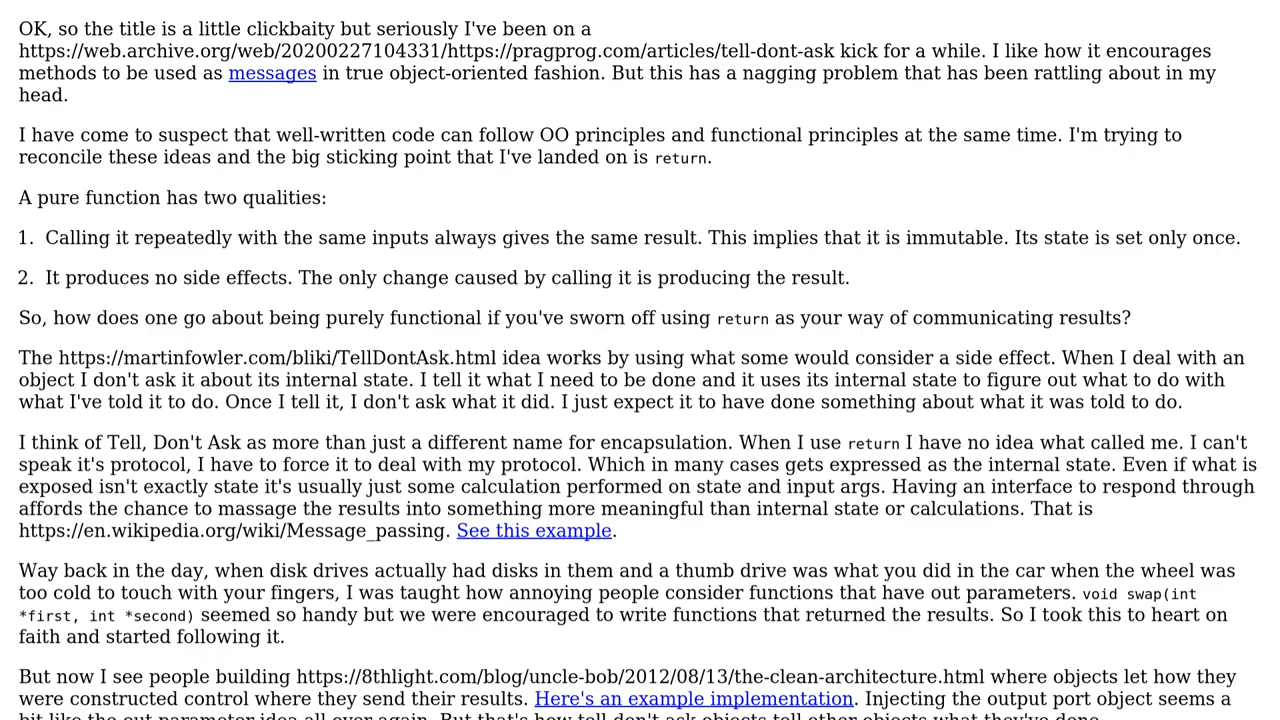 OK, so the title is a little clickbaity but seriously I've been on a
https://web.archive.org/web/20200227104331/https://pragprog.com/articles/tell-dont-ask kick for a while. I like how it encourages
methods to be used as messages in true object-oriented fashion. But this has a nagging problem that has been rattling about in my
head.
I have come to suspect that well-written code can follow OO principles and functional principles at the same time. I'm trying to
reconcile these ideas and the big sticking point that I've landed on is return.
A pure function has two qualities:
1. Calling it repeatedly with the same inputs always gives the same result. This implies that it is immutable. Its state is set only once.
2. It produces no side effects. The only change caused by calling it is producing the result.
So, how does one go about being purely functional if you've sworn off using return as your way of communicating results?
The https://martinfowler.com/bliki/TellDontAsk.html idea works by using what some would consider a side effect. When I deal with an
object I don't ask it about its internal state. I tell it what I need to be done and it uses its internal state to figure out what to do with
what I've told it to do. Once I tell it, I don't ask what it did. I just expect it to have done something about what it was told to do.
I think of Tell, Don't Ask as more than just a different name for encapsulation. When I use return I have no idea what called me. I can't
speak it's protocol, I have to force it to deal with my protocol. Which in many cases gets expressed as the internal state. Even if what is
exposed isn't exactly state it's usually just some calculation performed on state and input args. Having an interface to respond through
affords the chance to massage the results into something more meaningful than internal state or calculations. That is
https://en.wikipedia.org/wiki/Message_passing. See this example.
Way back in the day, when disk drives actually had disks in them and a thumb drive was what you did in the car when the wheel was
too cold to touch with your fingers, I was taught how annoying people consider functions that have out parameters. void swap(int
*first, int *second) seemed so handy but we were encouraged to write functions that returned the results. So I took this to heart on
faith and started following it.
But now I see people building https://8thlight.com/blog/uncle-bob/2012/08/13/the-clean-architecture.html where objects let how they
were constructed control where they send their results. Here's an example implementation. Injecting the output port object seems a
bit like the out parameter idea all over again. But that's how tell don't ask objects tell other objects what they've done.